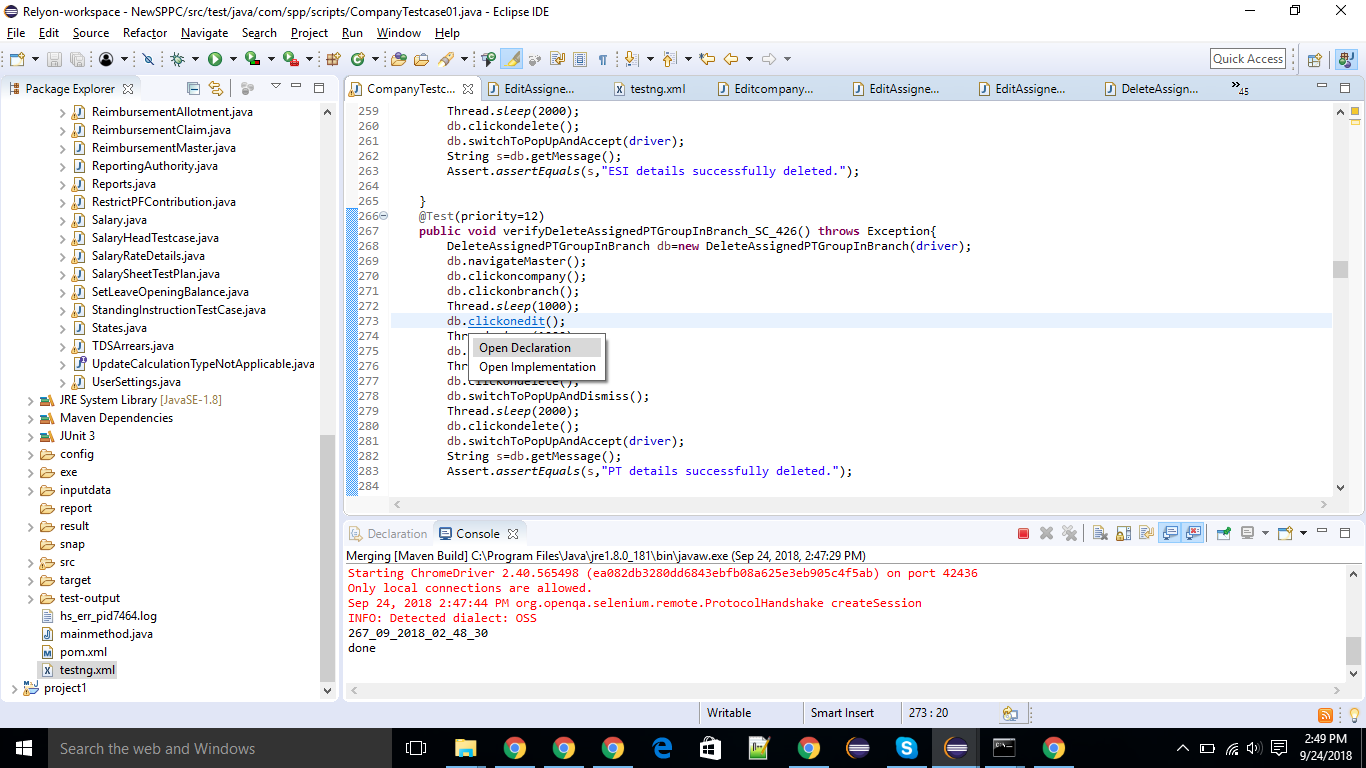 Relyon-workspace - NewSPPC/src/test/java/com/spp/scripts/CompanyTestcase01.java - Eclipse IDE
File Edit Source Refactor Navigate Search Project Run Window Help
Quick Access
Package Explorer
CompanyTestc... EditAssigne... testng.xml Editcompany... EditAssigne... EditAssigne... DeleteAssign... »45
ReimbursementAllotment.java
ReimbursementClaim.java
ReimbursementMaster.java
ReportingAuthority.java
Reports.java
RestrictPFContribution.java
Salary.java
SalaryHeadTestcase.java
SalaryRateDetails.java
SalarySheetTestPlan.java
SetLeaveOpeningBalance.java
StandingInstructionTestCase.java
States.java
TDSArrears.java
UpdateCalculationTypeNotApplicable.java
UserSettings.java
JRE System Library [JavaSE-1.8]
Maven Dependencies
JUnit 3
config
exe
inputdata
report
result
snap
src
target
test-output
hs_err_pid7464.log
mainmethod.java
pom.xml
testng.xml
project1
259 Thread.sleep(2000);
260 db.clickondelete();
261 db.switchToPopUpAndAccept(driver);
262 String s=db.getMessage();
263 Assert.assertEquals(s,"ESI details successfully deleted.");
264
265 }
266 @Test(priority=12)
267 public void verifyDeleteAssignedPTGroupInBranch_SC_426() throws Exception{
268 DeleteAssignedPTGroupInBranch db=new DeleteAssignedPTGroupInBranch(driver);
269 db.navigateMaster();
270 db.clickoncompany();
271 db.clickonbranch();
272 Thread.sleep(1000);
273 db.clickonedit();
274 Thr
275 db.
276 Thr
277 db.clickondelete();
278 db.switchToPopUpAndDismiss();
279 Thread.sleep(2000);
280 db.clickondelete();
281 db.switchToPopUpAndAccept(driver);
282 String s=db.getMessage();
283 Assert.assertEquals(s,"PT details successfully deleted.");
284
Open Declaration
Open Implementation
Declaration Console
Merging [Maven Build] C:\Program Files\Java\jre1.8.0_181\bin\javaw.exe (Sep 24, 2018, 2:47:29 PM)
Starting ChromeDriver 2.40.565498 (ea082db3280dd6843ebfb08a625e3eb905c4f5ab) on port 42436
Only local connections are allowed.
Sep 24, 2018 2:47:44 PM org.openqa.selenium.remote.ProtocolHandshake createSession
INFO: Detected dialect: OSS
267_09_2018_02_48_30
done
Writable Smart Insert 273 : 20
Search the web and Windows
2:49 PM
9/24/2018